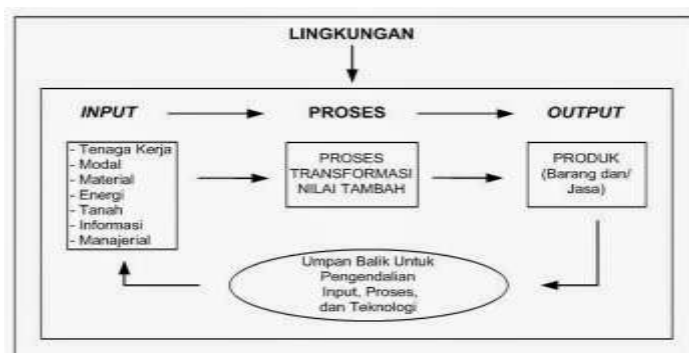 LINGKUNGAN
INPUT
PROSES
OUTPUT
- Tenaga Kerja
- Modal
- Material
- Energi
- Tanah
- Informasi
- Manajerial
PROSES
TRANSFORMASI
NILAI TAMBAH
PRODUK
(Barang dan/
Jasa)
Umpan Balik Untuk
Pengendalian
Input, Proses,
dan Teknologi